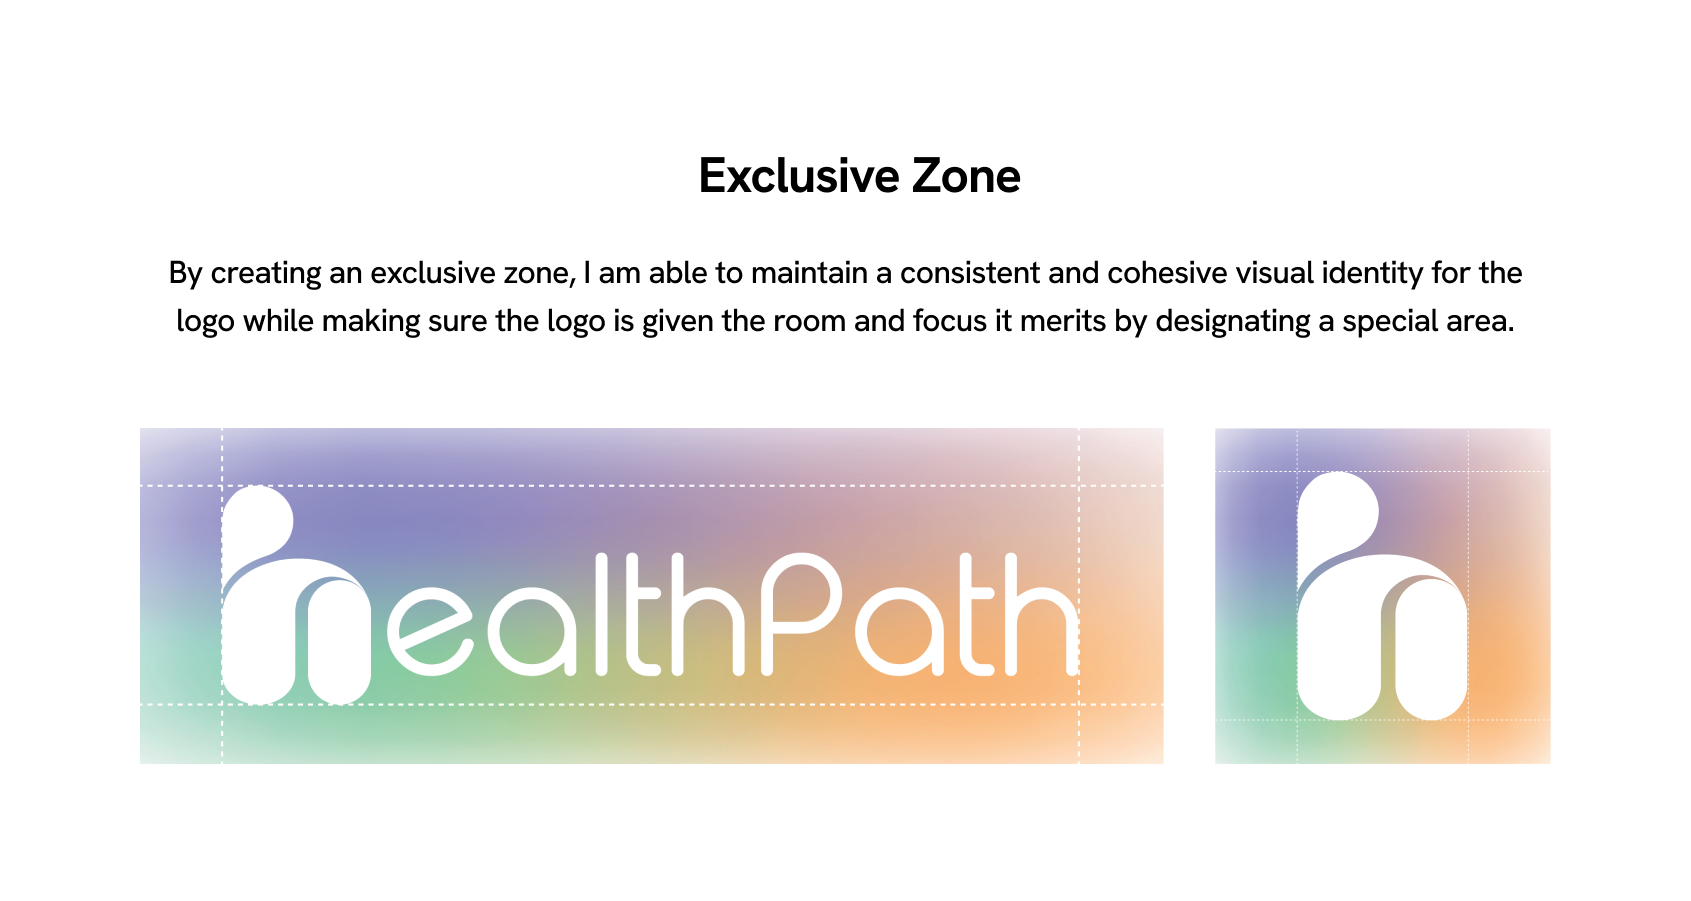 Exclusive Zone
By creating an exclusive zone, I am able to maintain a consistent and cohesive visual identity for the
logo while making sure the logo is given the room and focus it merits by designating a special area.
healthPath
h